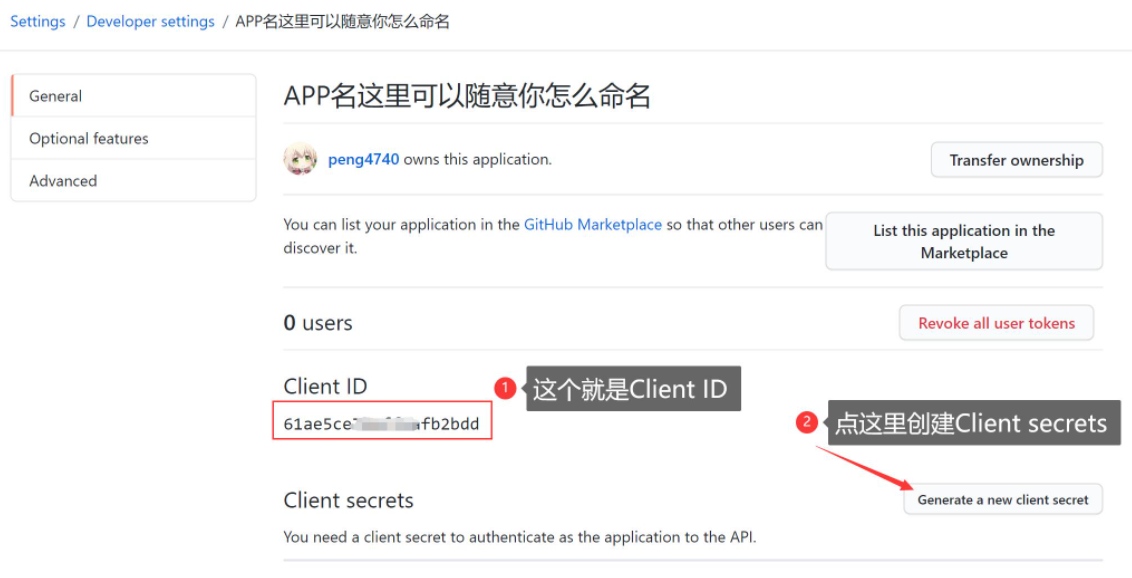 Settings / Developer settings / APP名这里可以随意你怎么命名
General
Optional features
Advanced
APP名这里可以随意你怎么命名
peng4740 owns this application.
Transfer ownership
You can list your application in the GitHub Marketplace so that other users can
discover it.
List this application in the
Marketplace
0 users
Revoke all user tokens
Client ID
1 这个就是Client ID
61ae5ce afb2bdd
2 点这里创建Client secrets
Client secrets
Generate a new client secret
You need a client secret to authenticate as the application to the API.